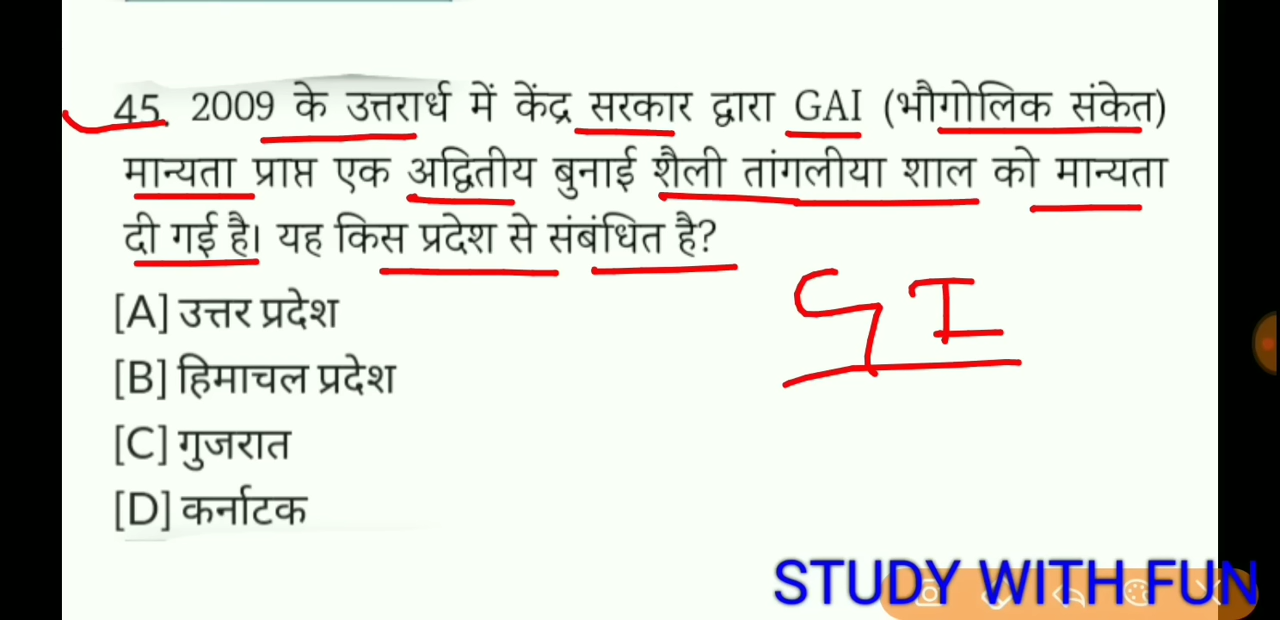 45. 2009 के उत्तरार्ध में केंद्र सरकार द्वारा GAI (भौगोलिक संकेत)
मान्यता प्राप्त एक अद्वितीय बुनाई शैली तांगलीया शाल को मान्यता
दी गई है। यह किस प्रदेश से संबंधित है?
GI
[A] उत्तर प्रदेश
[B] हिमाचल प्रदेश
[C] गुजरात
[D] कर्नाटक
STUDY WITH FUN